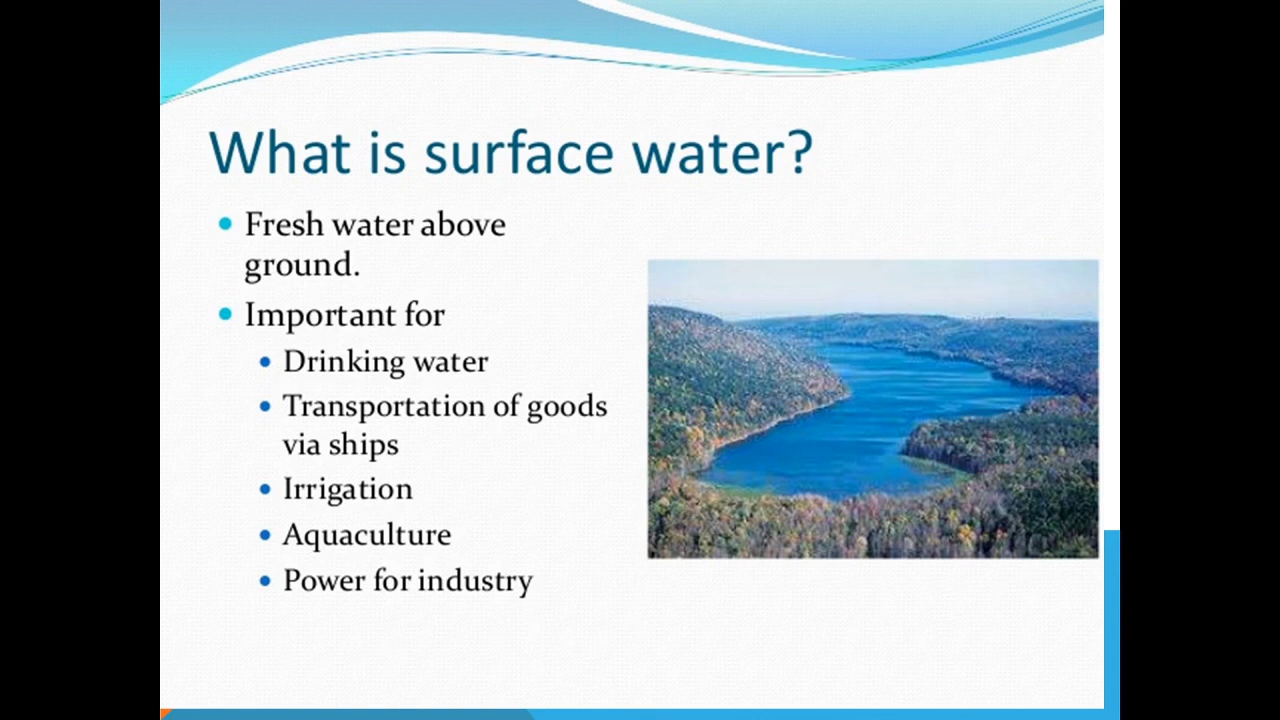 What is surface water?
• Fresh water above
ground.
• Important for
• Drinking water
• Transportation of goods
via ships
• Irrigation
• Aquaculture
• Power for industry